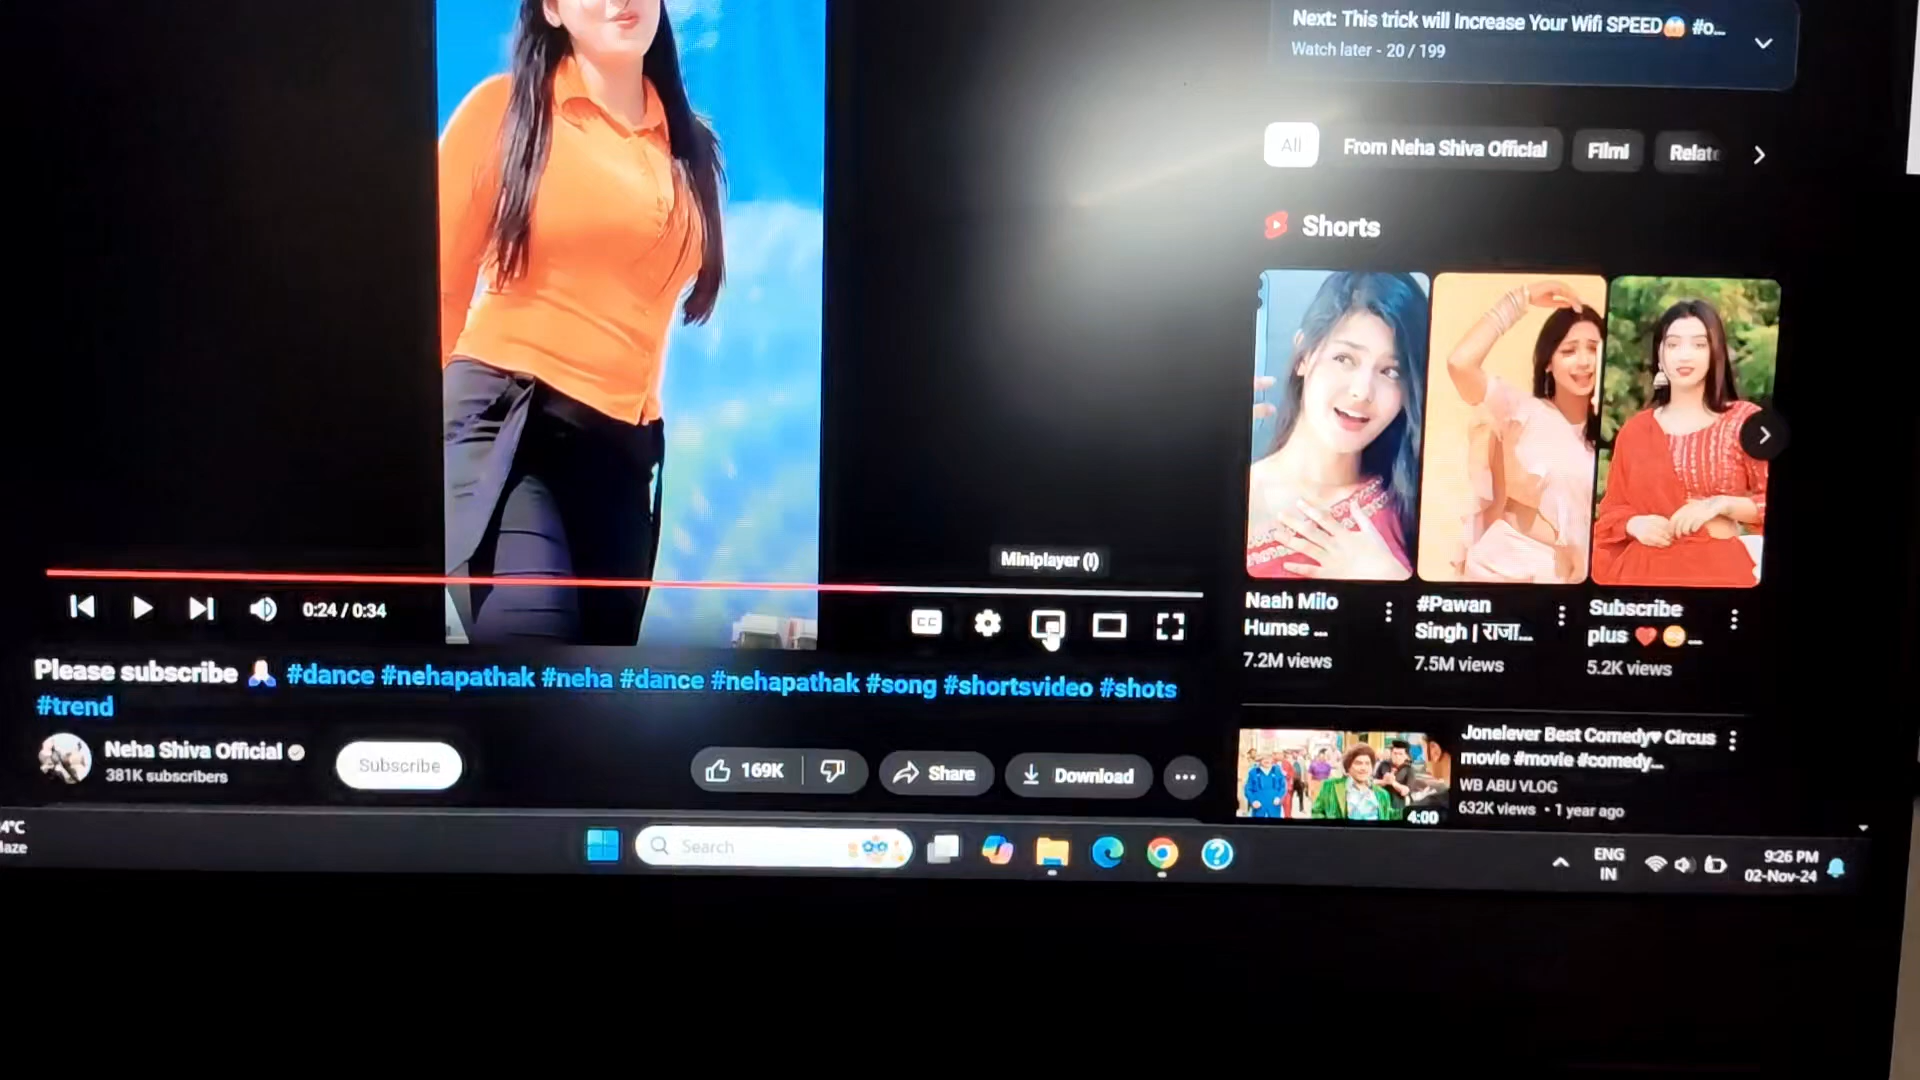 Next: This trick will Increase Your Wifi SPEED😱 #o...
Watch later - 20 / 199
All
From Neha Shiva Official
Filmi
Relate
Shorts
Miniplayer (i)
0:24 / 0:34
CC
Naah Milo
Humse ...
7.2M views
#Pawan
Singh | राजा...
7.5M views
Subscribe
plus ❤️ 😊...
5.2K views
Please subscribe 🙏 #dance #nehapathak #neha #dance #nehapathak #song #shortsvideo #shots
#trend
Neha Shiva Official
381K subscribers
Subscribe
169K
Share
Download
Jonelever Best Comedy♥ Circus
movie #movie #comedy...
WB ABU VLOG
632K views • 1 year ago
4:00
4°C
Haze
Search
ENG
IN
9:26 PM
02-Nov-24